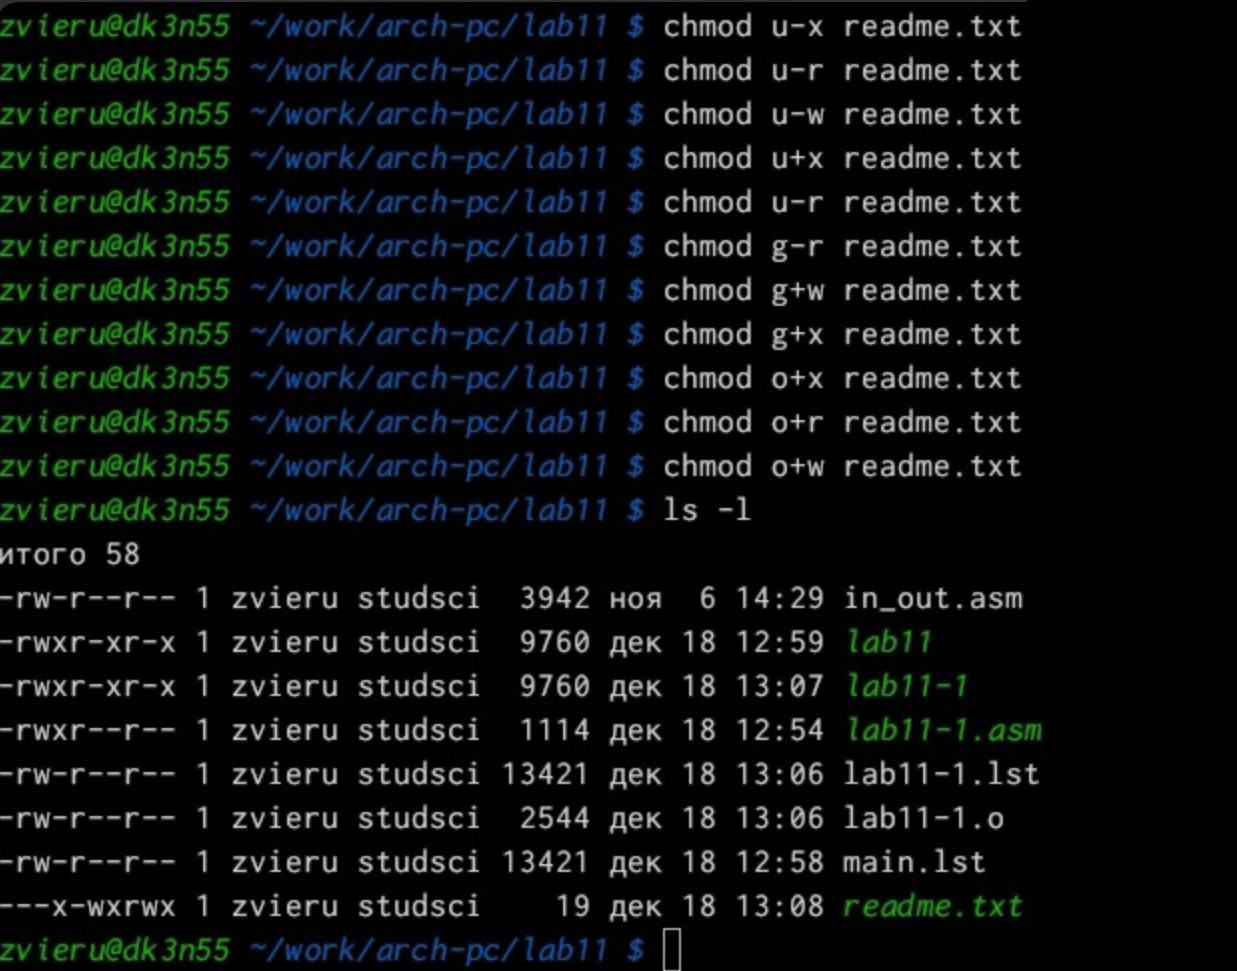 zvieru@dk3n55 ~/work/arch-pc/lab11 $ chmod u-x readme.txt
zvieru@dk3n55 ~/work/arch-pc/lab11 $ chmod u-r readme.txt
zvieru@dk3n55 ~/work/arch-pc/lab11 $ chmod u-w readme.txt
zvieru@dk3n55 ~/work/arch-pc/lab11 $ chmod u+x readme.txt
zvieru@dk3n55 ~/work/arch-pc/lab11 $ chmod u-r readme.txt
zvieru@dk3n55 ~/work/arch-pc/lab11 $ chmod g-r readme.txt
zvieru@dk3n55 ~/work/arch-pc/lab11 $ chmod g+w readme.txt
zvieru@dk3n55 ~/work/arch-pc/lab11 $ chmod g+x readme.txt
zvieru@dk3n55 ~/work/arch-pc/lab11 $ chmod o+x readme.txt
zvieru@dk3n55 ~/work/arch-pc/lab11 $ chmod o+r readme.txt
zvieru@dk3n55 ~/work/arch-pc/lab11 $ chmod o+w readme.txt
zvieru@dk3n55 ~/work/arch-pc/lab11 $ ls -l
итого 58
-rw-r--r-- 1 zvieru studsci  3942 ноя  6 14:29 in_out.asm
-rwxr-xr-x 1 zvieru studsci  9760 дек 18 12:59 lab11
-rwxr-xr-x 1 zvieru studsci  9760 дек 18 13:07 lab11-1
-rwxr--r-- 1 zvieru studsci  1114 дек 18 12:54 lab11-1.asm
-rw-r--r-- 1 zvieru studsci 13421 дек 18 13:06 lab11-1.lst
-rw-r--r-- 1 zvieru studsci  2544 дек 18 13:06 lab11-1.o
-rw-r--r-- 1 zvieru studsci 13421 дек 18 12:58 main.lst
---x-wxrwx 1 zvieru studsci    19 дек 18 13:08 readme.txt
zvieru@dk3n55 ~/work/arch-pc/lab11 $